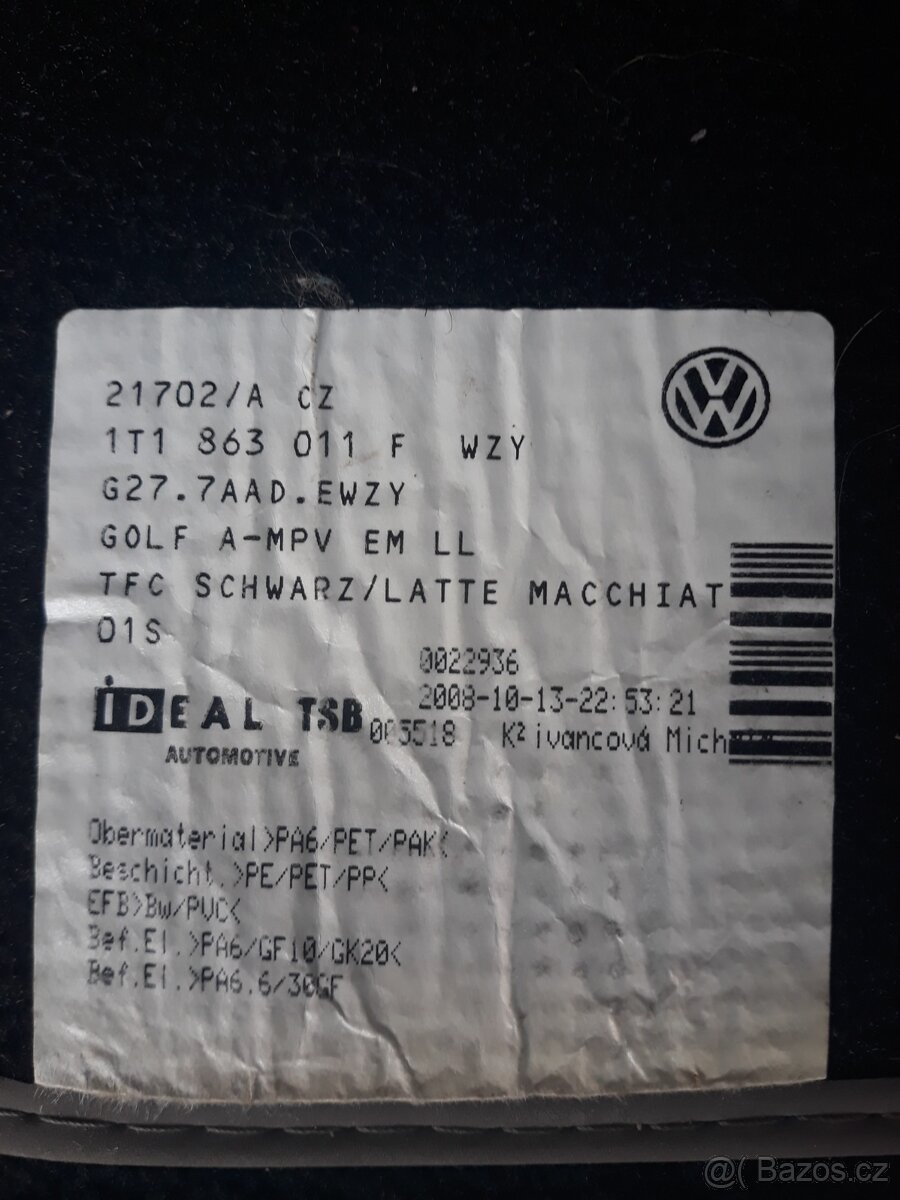 21702/A CZ
1T1 863 011 F WZY
G27.7AAD.EWZY
GOLF A-MPV EM LL
TFC SCHWARZ/LATTE MACCHIAT
01S
0022936
2008-10-13-22:53:21
IDEAL TSB
K²ivancová
AUTOMOTIVE
Obermaterial>PA6/PET/PAK<
Beschicht.>PE/PET/PP<
EFB>Bw/PVC<
Bef.El.>PA6/GF10/GK20<
Bef.El.>PA6.6/30GF
@( Bazos.cz